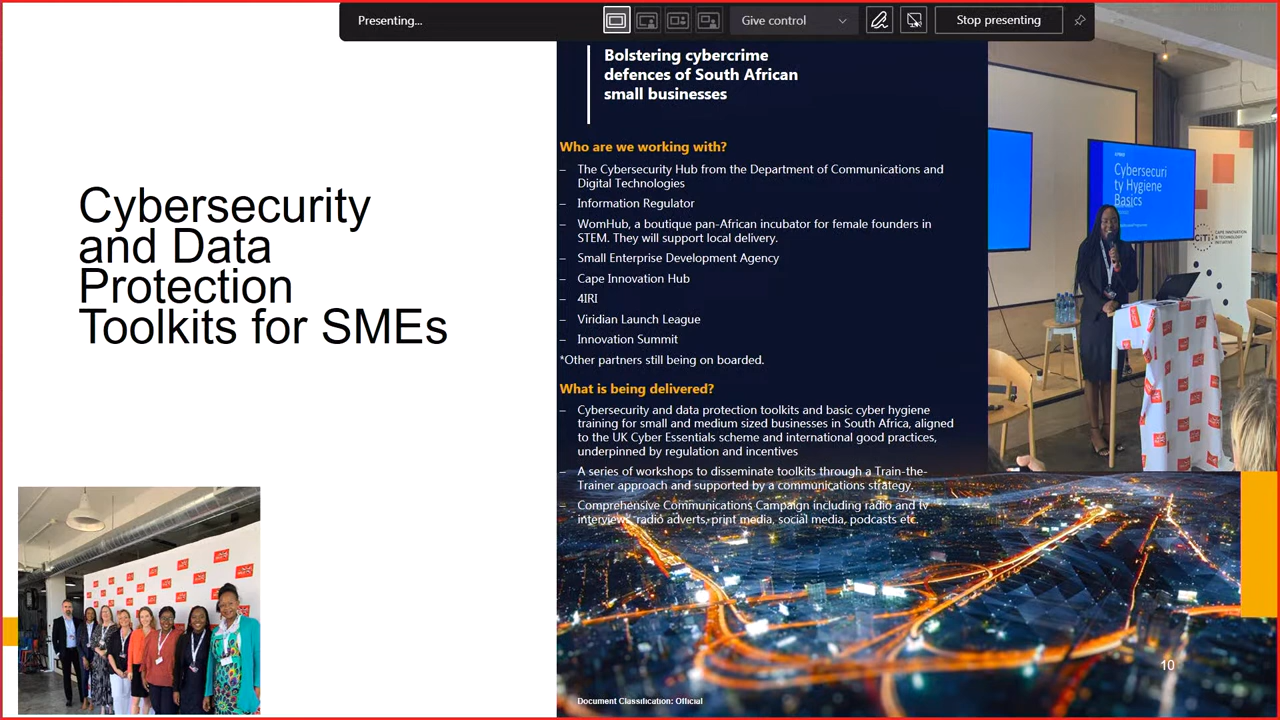 Presenting...
Give control
Stop presenting
Cybersecurity
and Data
Protection
Toolkits for SMEs
Bolstering cybercrime
defences of South African
small businesses
Who are we working with?
– The Cybersecurity Hub from the Department of Communications and
Digital Technologies
– Information Regulator
– WomHub, a boutique pan-African incubator for female founders in
STEM. They will support local delivery.
– Small Enterprise Development Agency
– Cape Innovation Hub
– 4IRI
– Viridian Launch League
– Innovation Summit
*Other partners still being on boarded.
What is being delivered?
– Cybersecurity and data protection toolkits and basic cyber hygiene
training for small and medium sized businesses in South Africa, aligned
to the UK Cyber Essentials scheme and international good practices,
underpinned by regulation and incentives
– A series of workshops to disseminate toolkits through a Train-the-
Trainer approach and supported by a communications strategy.
– Comprehensive Communications Campaign including radio and tv
interviews, radio adverts, print media, social media, podcasts etc.
Cybersecuri
ty Hygiene
Basics
CiTi
CAPE INNOVATION
& TECHNOLOGY
INITIATIVE
10
Document Classification: Official